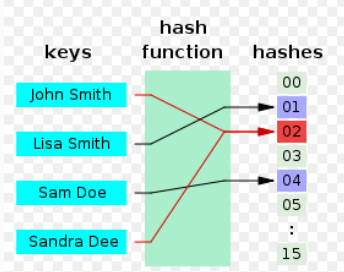 hash
keys function hashes
John Smith
Lisa Smith
Sam Doe
Sandra Dee
00
01
02
03
04
05
:
15